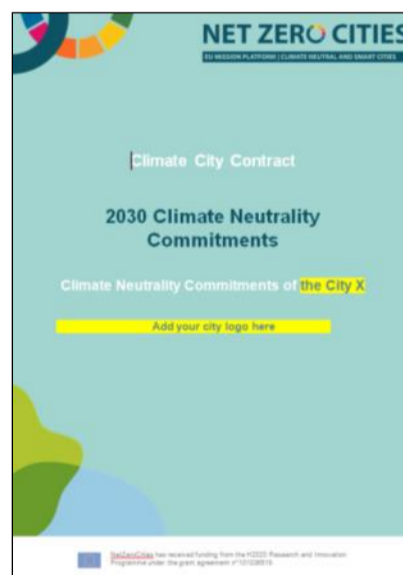 NET ZERO CITIES
EU MISSION PLATFORM | CLIMATE NEUTRAL AND SMART CITIES
Climate City Contract
2030 Climate Neutrality
Commitments
Climate Neutrality Commitments of the City X
Add your city logo here
NetZeroCities has received funding from the H2020 Research and Innovation
Programme under the grant agreement n°101036519.